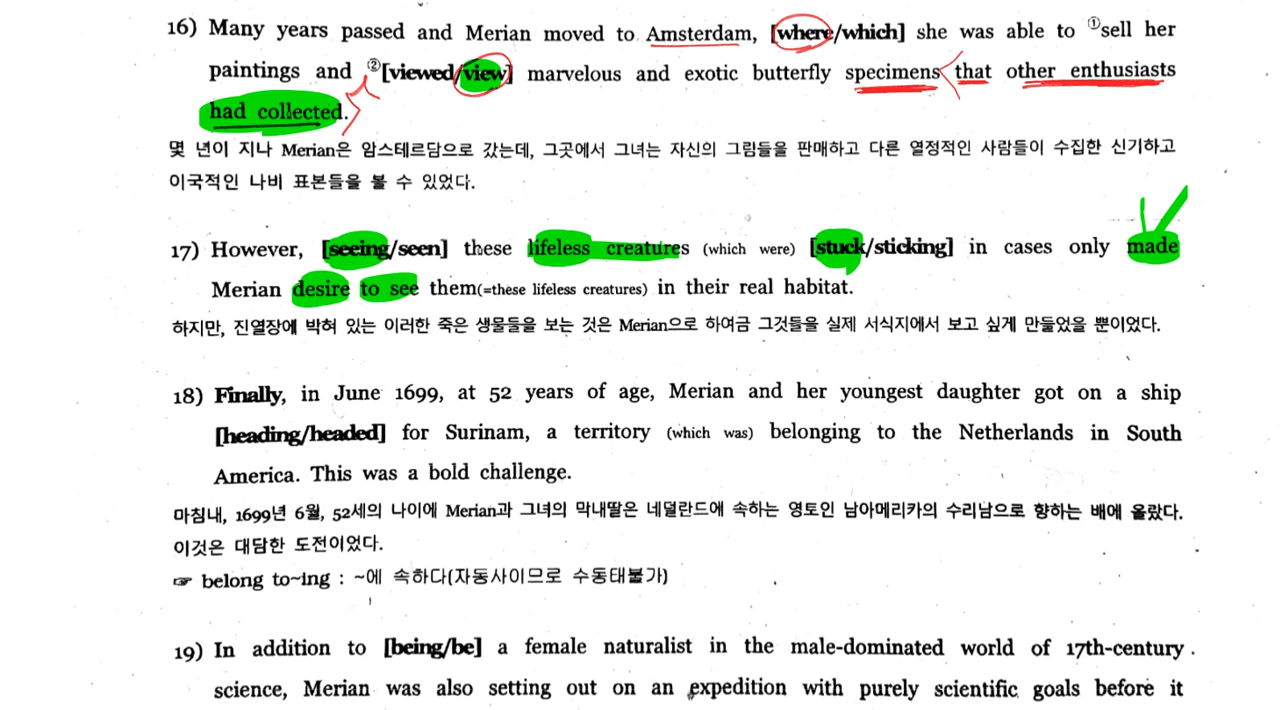 16) Many years passed and Merian moved to Amsterdam, [where/which] she was able to ①sell her
paintings and ②[viewed/view] marvelous and exotic butterfly specimens that other enthusiasts
had collected.
몇 년이 지나 Merian은 암스테르담으로 갔는데, 그곳에서 그녀는 자신의 그림들을 판매하고 다른 열정적인 사람들이 수집한 신기하고
이국적인 나비 표본들을 볼 수 있었다.
17) However, [seeing/seen] these lifeless creatures (which were) [stuck/sticking] in cases only made
Merian desire to see them(=these lifeless creatures) in their real habitat.
하지만, 진열장에 박혀 있는 이러한 죽은 생물들을 보는 것은 Merian으로 하여금 그것들을 실제 서식지에서 보고 싶게 만들었을 뿐이었다.
18) Finally, in June 1699, at 52 years of age, Merian and her youngest daughter got on a ship
[heading/headed] for Surinam, a territory (which was) belonging to the Netherlands in South
America. This was a bold challenge.
마침내, 1699년 6월, 52세의 나이에 Merian과 그녀의 막내딸은 네덜란드에 속하는 영토인 남아메리카의 수리남으로 향하는 배에 올랐다.
이것은 대담한 도전이었다.
☞ belong to~ing : ~에 속하다(자동사이므로 수동태불가)
19) In addition to [being/be] a female naturalist in the male-dominated world of 17th-century
science, Merian was also setting out on an expedition with purely scientific goals before it